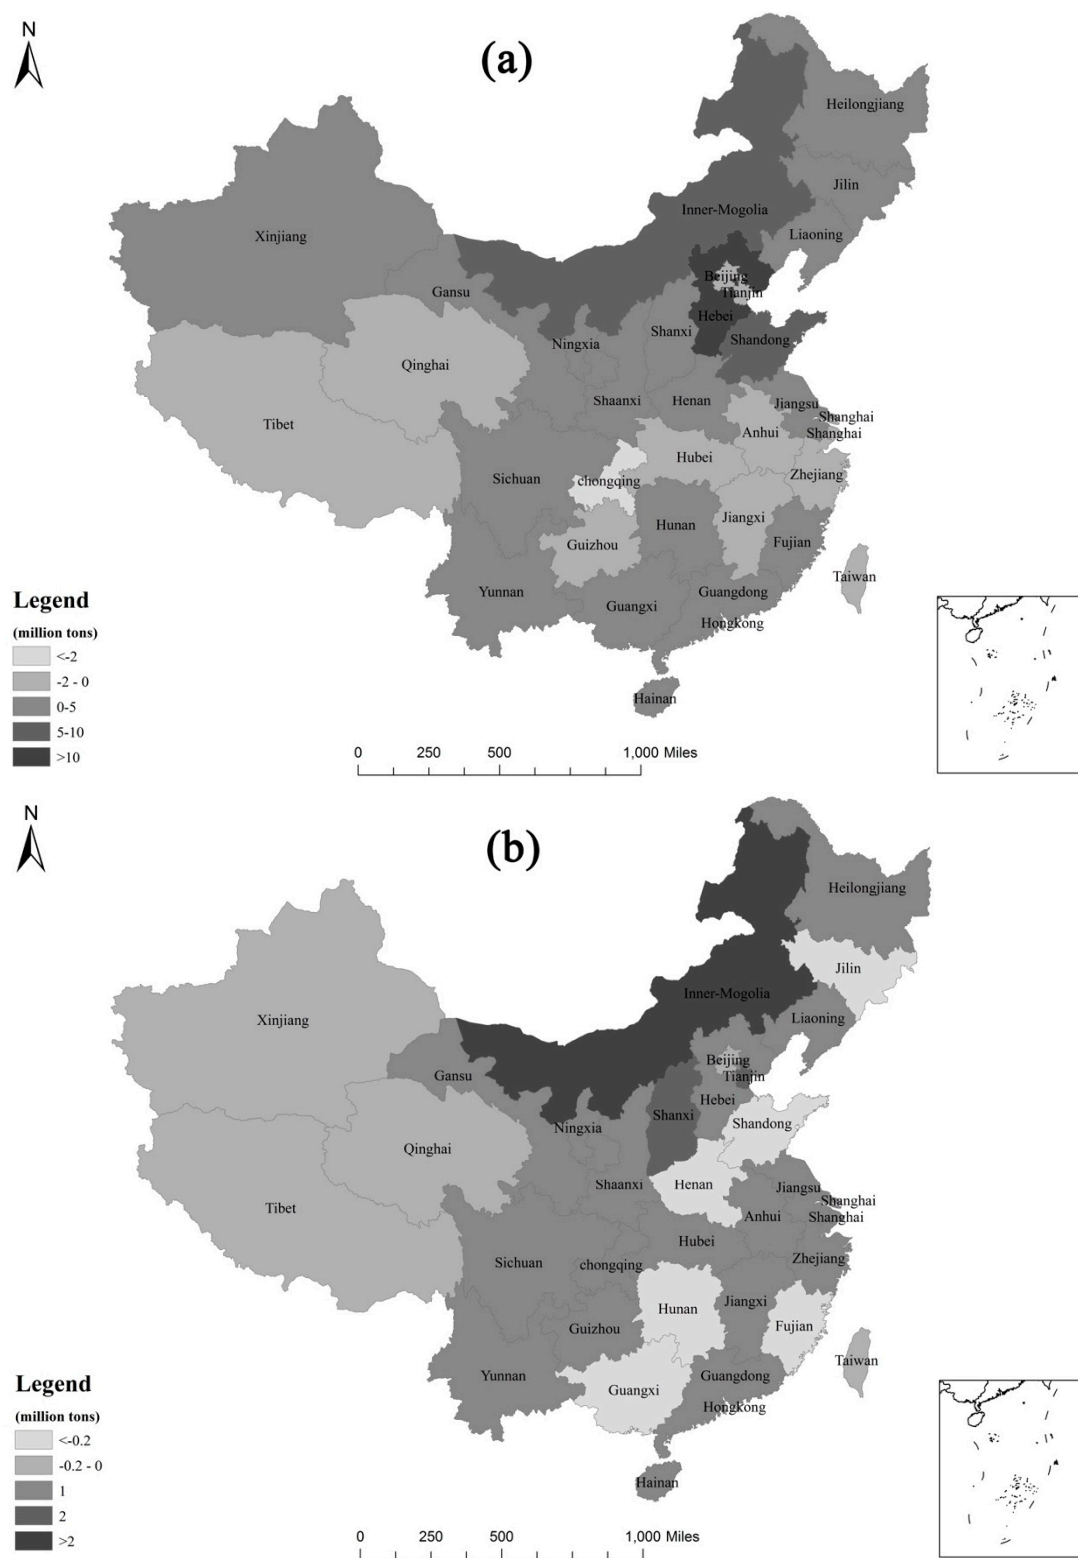 N
(a)
Heilongjiang
Jilin
Inner-Mogolia
Liaoning
Xinjiang
Beijing
Gansu
Tianjin
Hebei
Shanxi
Shandong
Ningxia
Qinghai
Shaanxi
Henan
Jiangsu
Shanghai
Tibet
Anhui
Shanghai
Hubei
Sichuan
chongqing
Zhejiang
Jiangxi
Hunan
Guizhou
Fujian
Taiwan
Yunnan
Guangdong
Guangxi
Hongkong
Hainan
Legend
(million tons)
<-2
-2 - 0
0-5
5-10
>10
0 250 500 1,000 Miles
N
(b)
Heilongjiang
Jilin
Inner-Mogolia
Liaoning
Xinjiang
Beijing
Gansu
Tianjin
Hebei
Shanxi
Shandong
Ningxia
Qinghai
Shaanxi
Henan
Jiangsu
Shanghai
Tibet
Anhui
Shanghai
Hubei
Sichuan
chongqing
Zhejiang
Jiangxi
Hunan
Guizhou
Fujian
Taiwan
Yunnan
Guangdong
Guangxi
Hongkong
Hainan
Legend
(million tons)
<-0.2
-0.2 - 0
1
2
>2
0 250 500 1,000 Miles